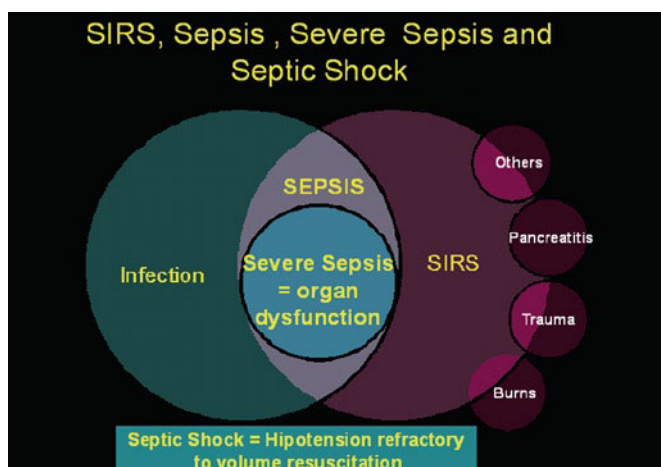 SIRS, Sepsis , Severe Sepsis and
Septic Shock
Others
SEPSIS
Pancreatitis
Infection
Severe Sepsis
= organ
dysfunction
SIRS
Trauma
Burns
Septic Shock = Hipotension refractory
to volume resuscitation